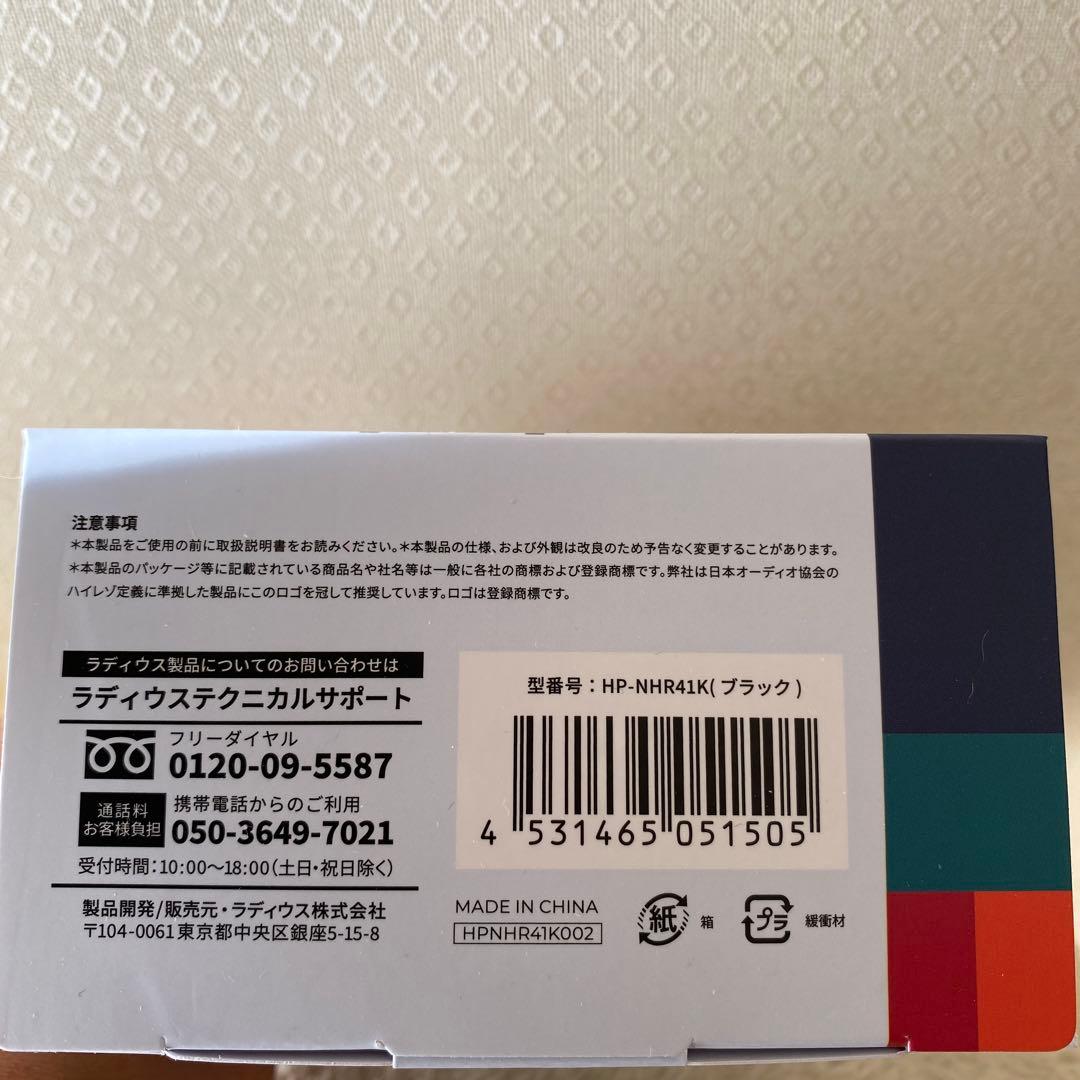 注意事項
＊本製品をご使用の前に取扱説明書をお読みください。＊本製品の仕様、および外観は改良のため予告なく変更することがあります。
＊本製品のパッケージ等に記載されている商品名や社名等は一般に各社の商標および登録商標です。弊社は日本オーディオ協会の
ハイレゾ定義に準拠した製品にこのロゴを冠して推奨しています。ロゴは登録商標です。
ラディウス製品についてのお問い合わせは
ラディウステクニカルサポート
フリーダイヤル
0120-09-5587
通話料
お客様負担
携帯電話からのご利用
050-3649-7021
受付時間：10:00～18:00（土日・祝日除く）
製品開発/販売元・ラディウス株式会社
〒104-0061 東京都中央区銀座5-15-8
型番号：HP-NHR41K( ブラック )
4 531465 051505
MADE IN CHINA
HPNHR41K002
紙 箱
プラ 緩衝材